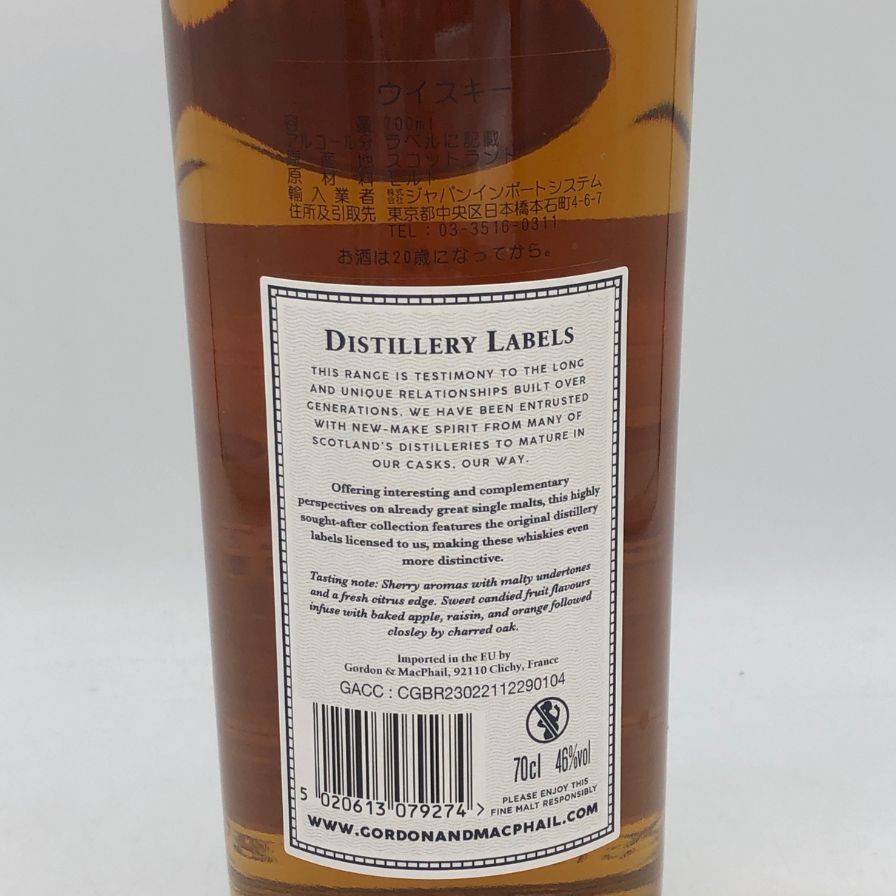 ウイスキー
容量 700ml
アルコール分 ラベルに記載
原産地 スコットランド
原材料 モルト
輸入業者 株式会社ジャパンインポートシステム
住所及引取先 東京都中央区日本橋本石町4-6-7
TEL：03-3516-0311
お酒は20歳になってから。
DISTILLERY LABELS
THIS RANGE IS TESTIMONY TO THE LONG
AND UNIQUE RELATIONSHIPS BUILT OVER
GENERATIONS. WE HAVE BEEN ENTRUSTED
WITH NEW-MAKE SPIRIT FROM MANY OF
SCOTLAND'S DISTILLERIES TO MATURE IN
OUR CASKS, OUR WAY.
Offering interesting and complementary
perspectives on already great single malts, this highly
sought-after collection features the original distillery
labels licensed to us, making these whiskies even
more distinctive.
Tasting note: Sherry aromas with malty undertones
and a fresh citrus edge. Sweet candied fruit flavours
infuse with baked apple, raisin, and orange followed
closley by charred oak.
Imported in the EU by
Gordon & MacPhail, 92110 Clichy, France
GACC : CGBR23022112290104
70cl 46%vol
5 020613 079274 >
PLEASE ENJOY THIS
FINE MALT RESPONSIBLY
WWW.GORDONANDMACPHAIL.COM